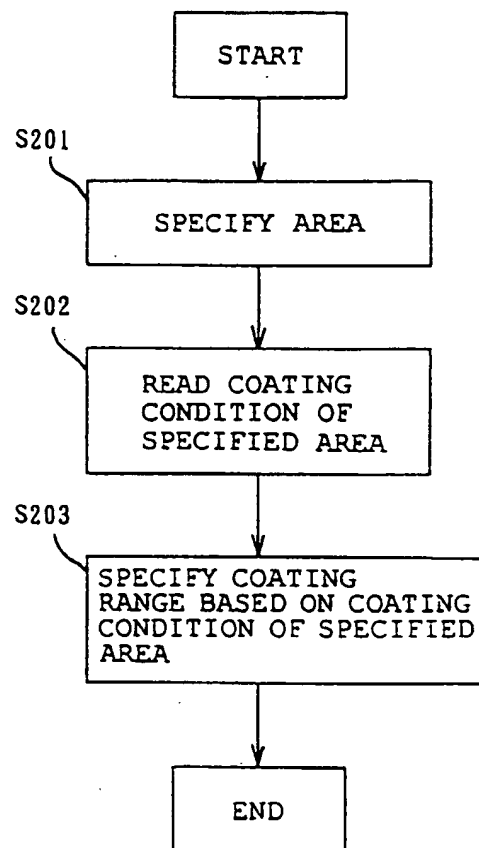 START
S201
SPECIFY AREA
S202
READ COATING
CONDITION OF
SPECIFIED AREA
S203
SPECIFY COATING
RANGE BASED ON COATING
CONDITION OF SPECIFIED
AREA
END